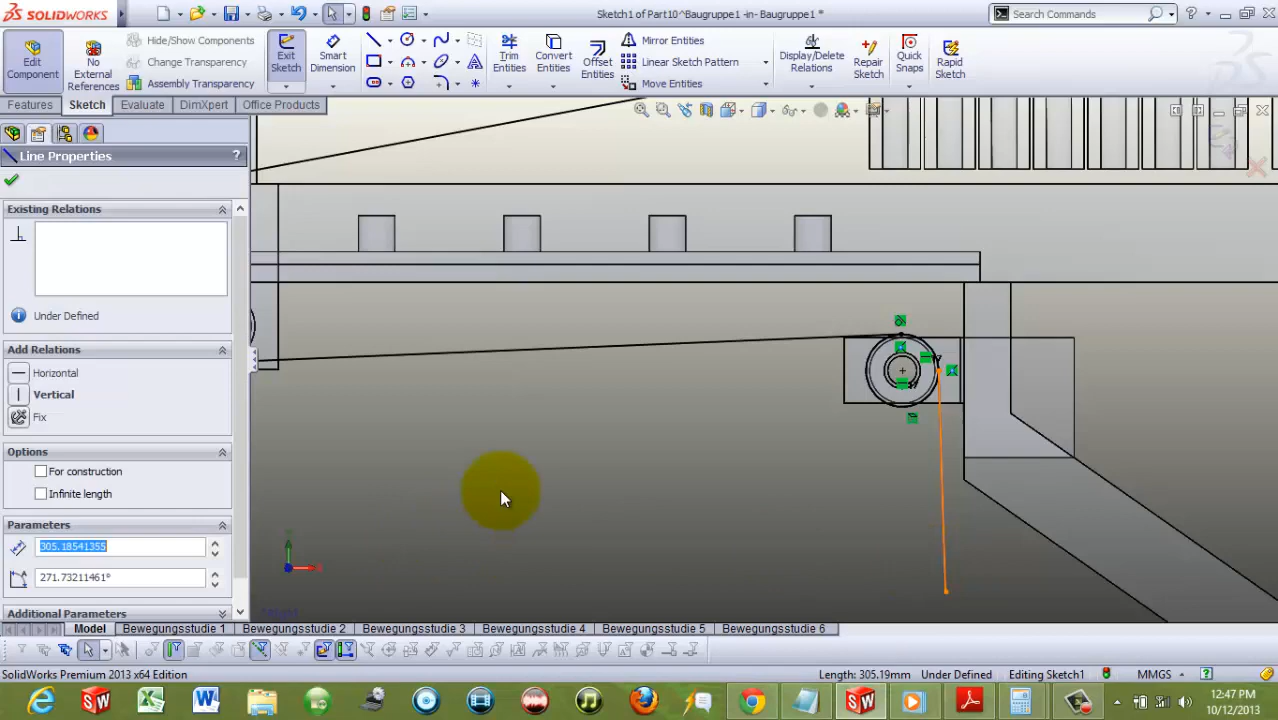 SOLIDWORKS
Sketch1 of Part10^Baugruppe1 -in- Baugruppe1 *
Search Commands
Edit Component
No External References
Hide/Show Components
Change Transparency
Assembly Transparency
Exit Sketch
Smart Dimension
Trim Entities
Convert Entities
Offset Entities
Mirror Entities
Linear Sketch Pattern
Move Entities
Display/Delete Relations
Repair Sketch
Quick Snaps
Rapid Sketch
Features
Sketch
Evaluate
DimXpert
Office Products
Line Properties
?
Existing Relations
Under Defined
Add Relations
Horizontal
Vertical
Fix
Options
For construction
Infinite length
Parameters
305.18541355
271.73211461°
Additional Parameters
Model
Bewegungsstudie 1
Bewegungsstudie 2
Bewegungsstudie 3
Bewegungsstudie 4
Bewegungsstudie 5
Bewegungsstudie 6
SolidWorks Premium 2013 x64 Edition
Length: 305.19mm
Under Defined
Editing Sketch1
MMGS
12:47 PM
10/12/2013